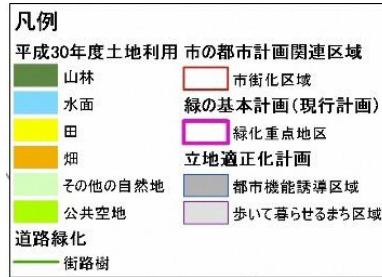 凡例
平成30年度土地利用
山林
水面
田
畑
その他の自然地
公共空地
道路緑化
街路樹
市の都市計画関連区域
市街化区域
緑の基本計画(現行計画)
緑化重点地区
立地適正化計画
都市機能誘導区域
歩いて暮らせるまち区域